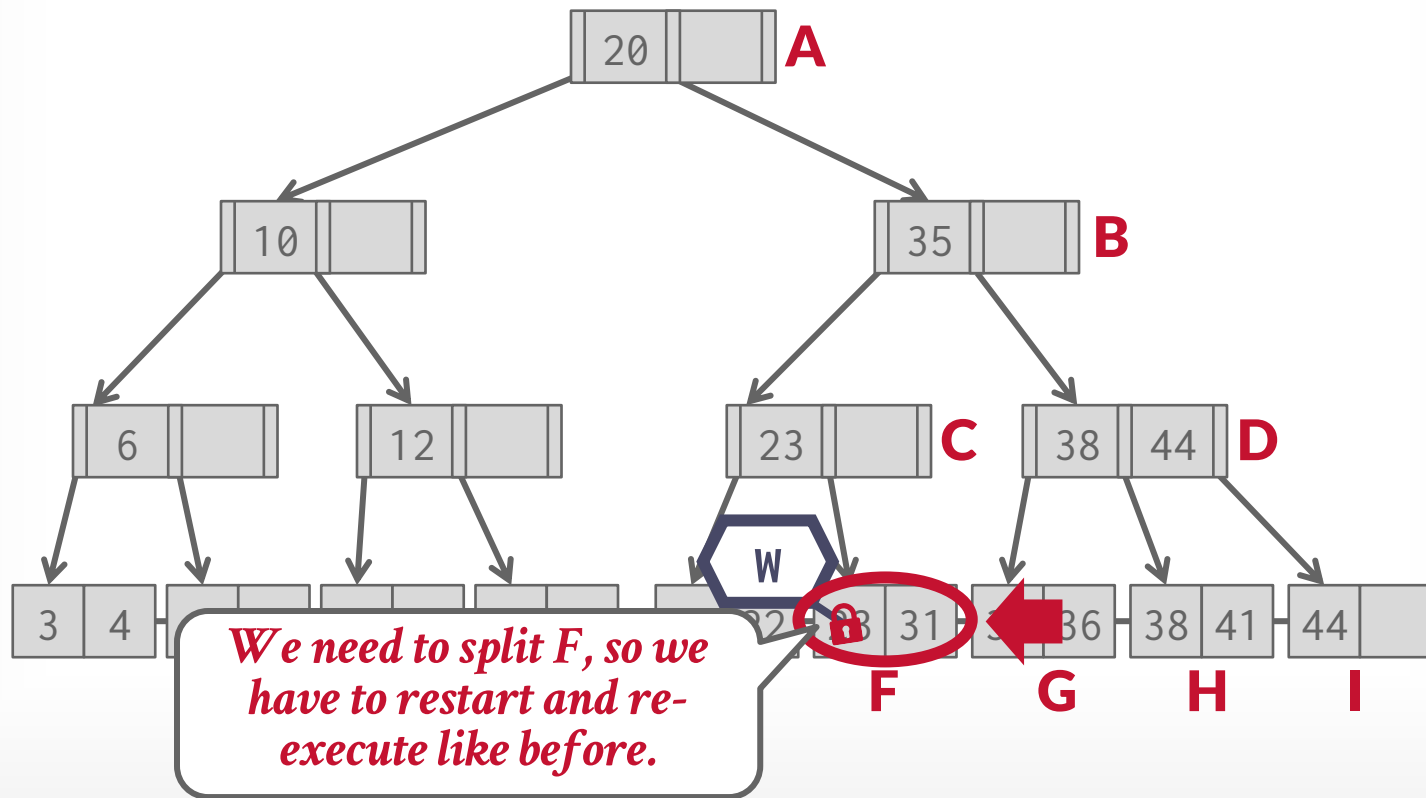 20
A
10
35
B
6
12
23
C
38 44
D
W
3 4
31
36
38 41
44
F
G
H
I
We need to split F, so we
have to restart and re-
execute like before.